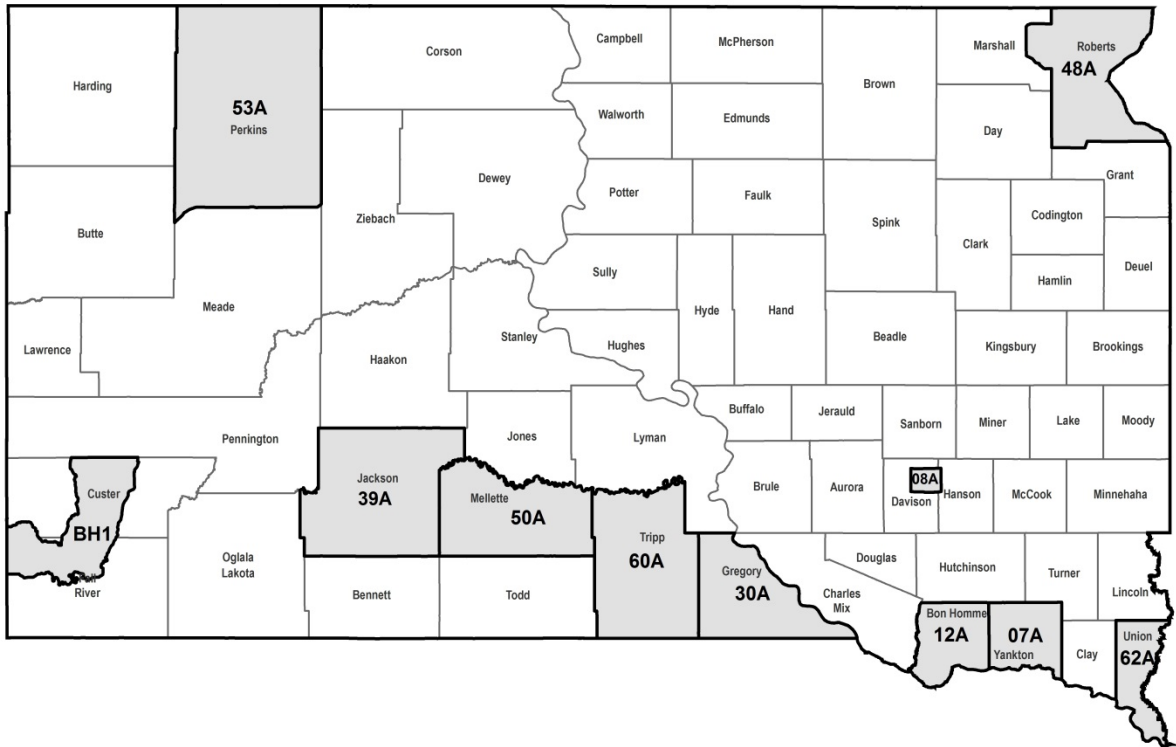 Campbell
McPherson
Marshall
Roberts
48A
Corson
Harding
53A
Perkins
Brown
Walworth
Edmunds
Day
Dewey
Grant
Potter
Faulk
Ziebach
Spink
Codington
Butte
Clark
Deuel
Sully
Hamlin
Meade
Hyde
Hand
Stanley
Beadle
Hughes
Kingsbury
Brookings
Lawrence
Haakon
Buffalo
Jerauld
Sanborn
Miner
Lake
Moody
Pennington
Jones
Lyman
Jackson
39A
Custer
Mellette
50A
Brule
Aurora
08A
Davison
Hanson
McCook
Minnehaha
BH1
Tripp
60A
Oglala
Lakota
Fall
River
Gregory
30A
Douglas
Hutchinson
Turner
Lincoln
Bennett
Todd
Charles
Mix
Bon Homme
12A
07A
Yankton
Clay
Union
62A